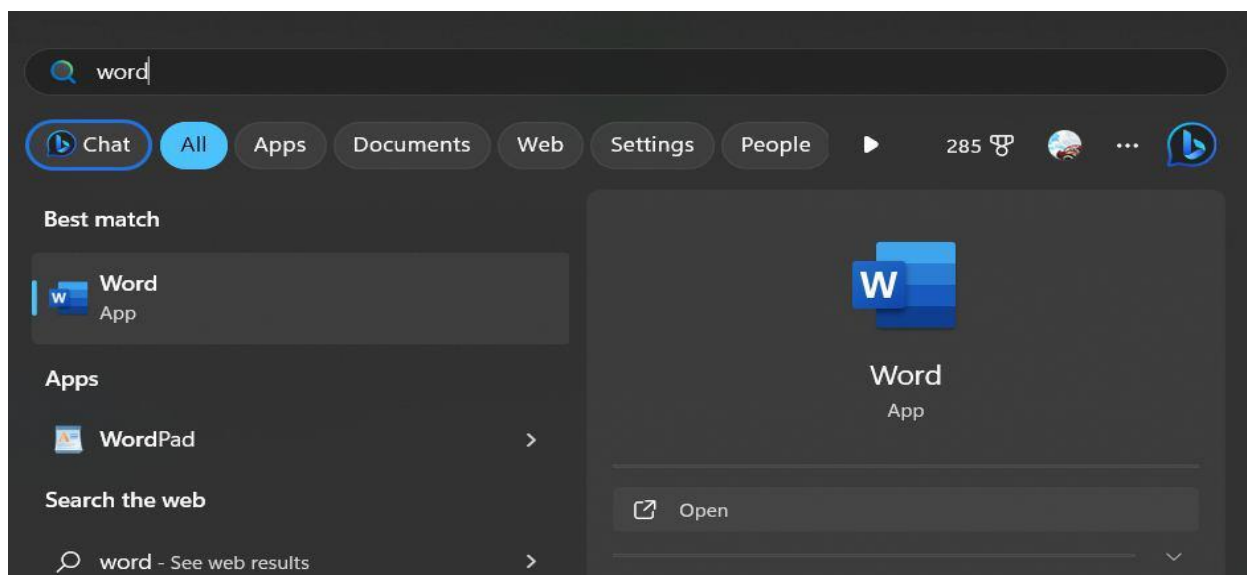 word
Chat All Apps Documents Web Settings People 285
Best match
Word
App
Apps
WordPad
Search the web
word - See web results
W
Word
App
Open